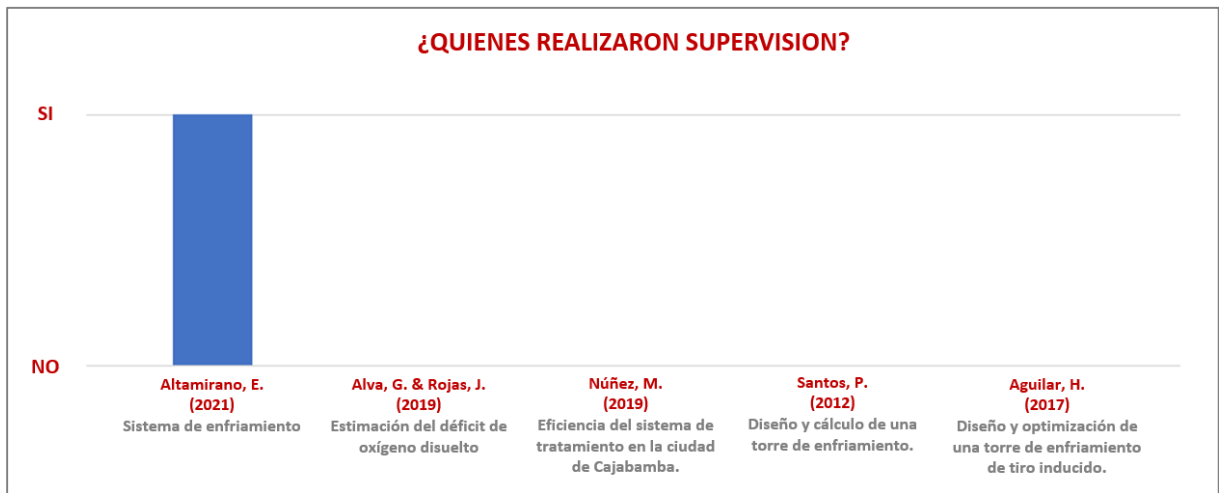 ¿QUIENES REALIZARON SUPERVISION?
SI
NO
Altamirano, E.
(2021)
Sistema de enfriamiento
Alva, G. & Rojas, J.
(2019)
Estimación del déficit de
oxígeno disuelto
Núñez, M.
(2019)
Eficiencia del sistema de
tratamiento en la ciudad
de Cajabamba.
Santos, P.
(2012)
Diseño y cálculo de una
torre de enfriamiento.
Aguilar, H.
(2017)
Diseño y optimización de
una torre de enfriamiento
de tiro inducido.